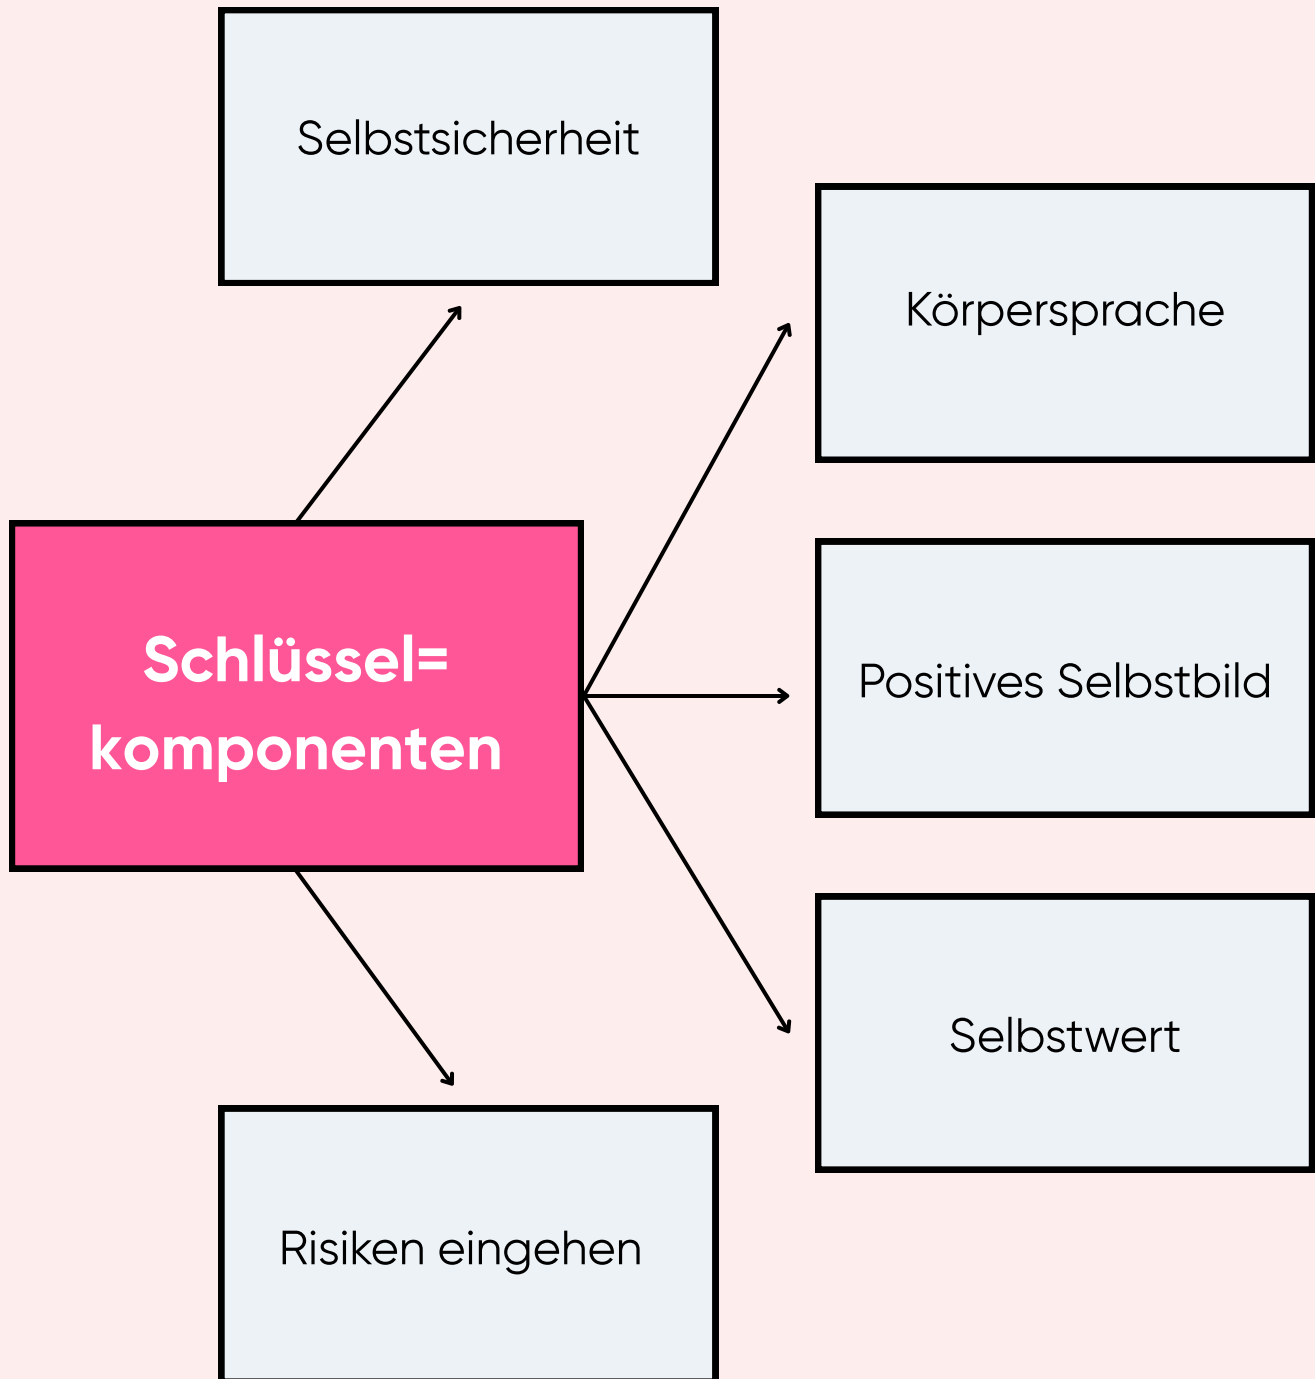 Selbstsicherheit
Körpersprache
Schlüssel=
komponenten
Positives Selbstbild
Selbstwert
Risiken eingehen